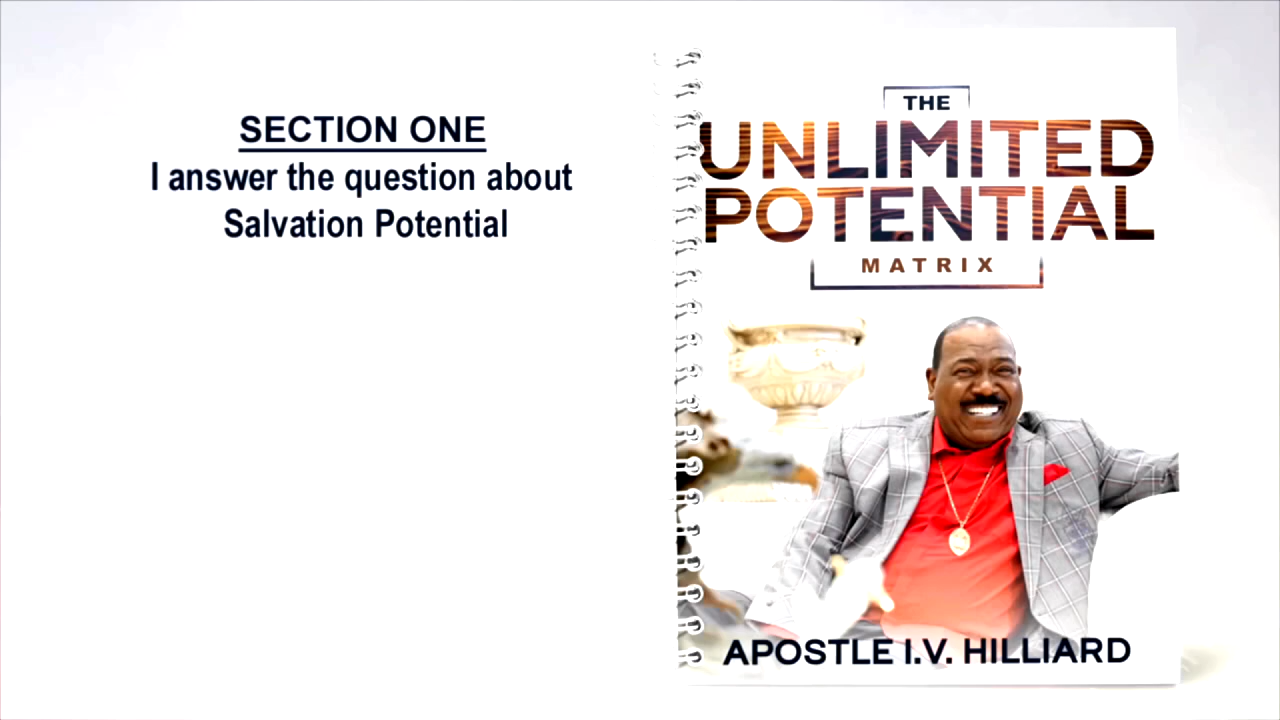 SECTION ONE
I answer the question about
Salvation Potential
THE
UNLIMITED
POTENTIAL
MATRIX
APOSTLE I.V. HILLIARD